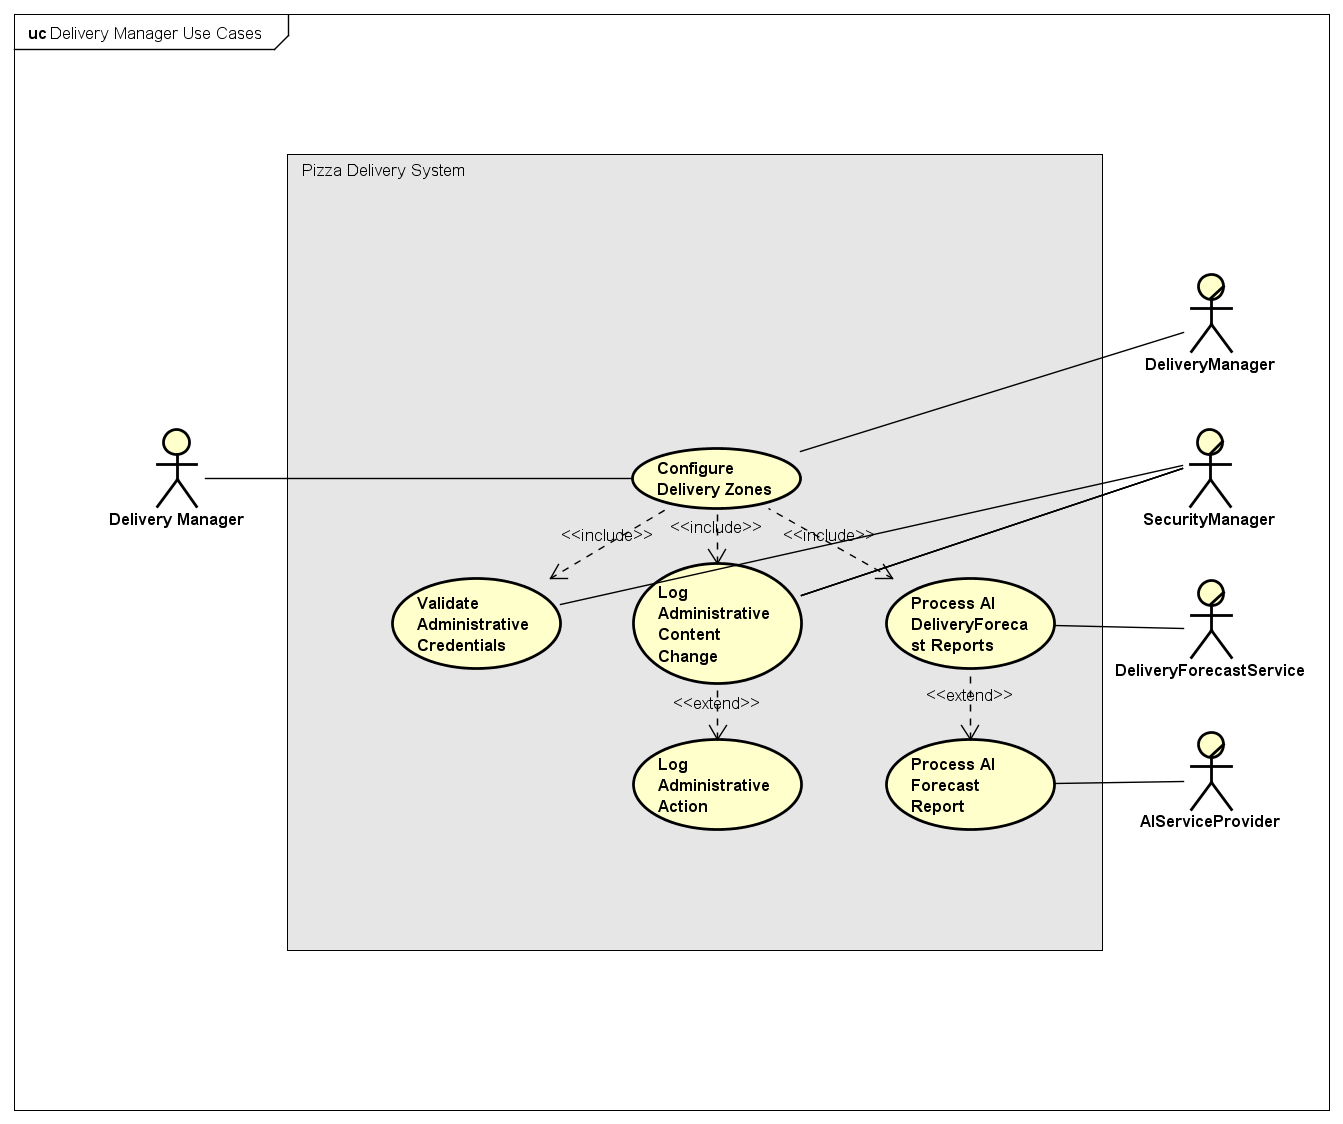 uc Delivery Manager Use Cases
Pizza Delivery System
DeliveryManager
Configure
Delivery Zones
Delivery Manager
SecurityManager
<<include>>
<<include>>
<<include>>
Validate
Administrative
Credentials
Log
Administrative
Content
Change
Process AI
DeliveryForeca
st Reports
DeliveryForecastService
<<extend>>
<<extend>>
Log
Administrative
Action
Process AI
Forecast
Report
AIServiceProvider